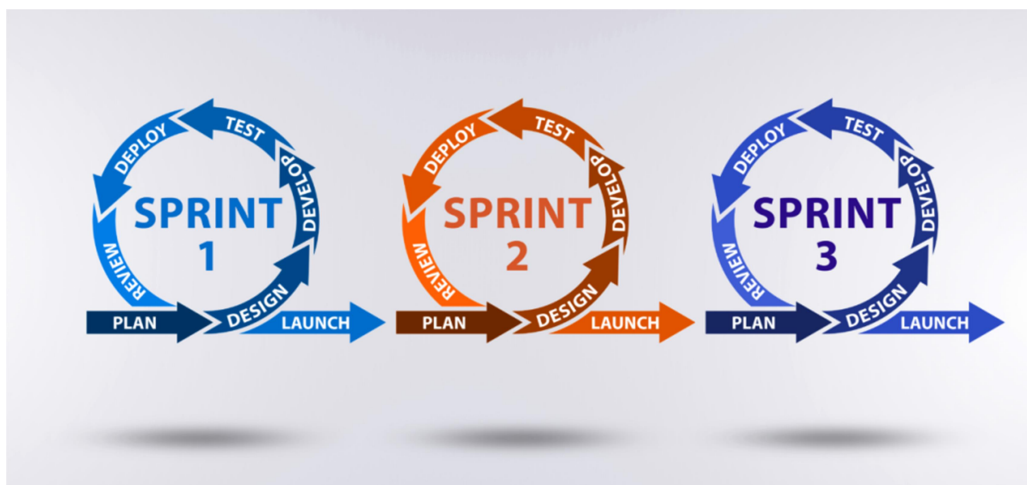 SPRINT
1
PLAN
DESIGN
DEVELOP
TEST
DEPLOY
REVIEW
LAUNCH
SPRINT
2
PLAN
DESIGN
DEVELOP
TEST
DEPLOY
REVIEW
LAUNCH
SPRINT
3
PLAN
DESIGN
DEVELOP
TEST
DEPLOY
REVIEW
LAUNCH